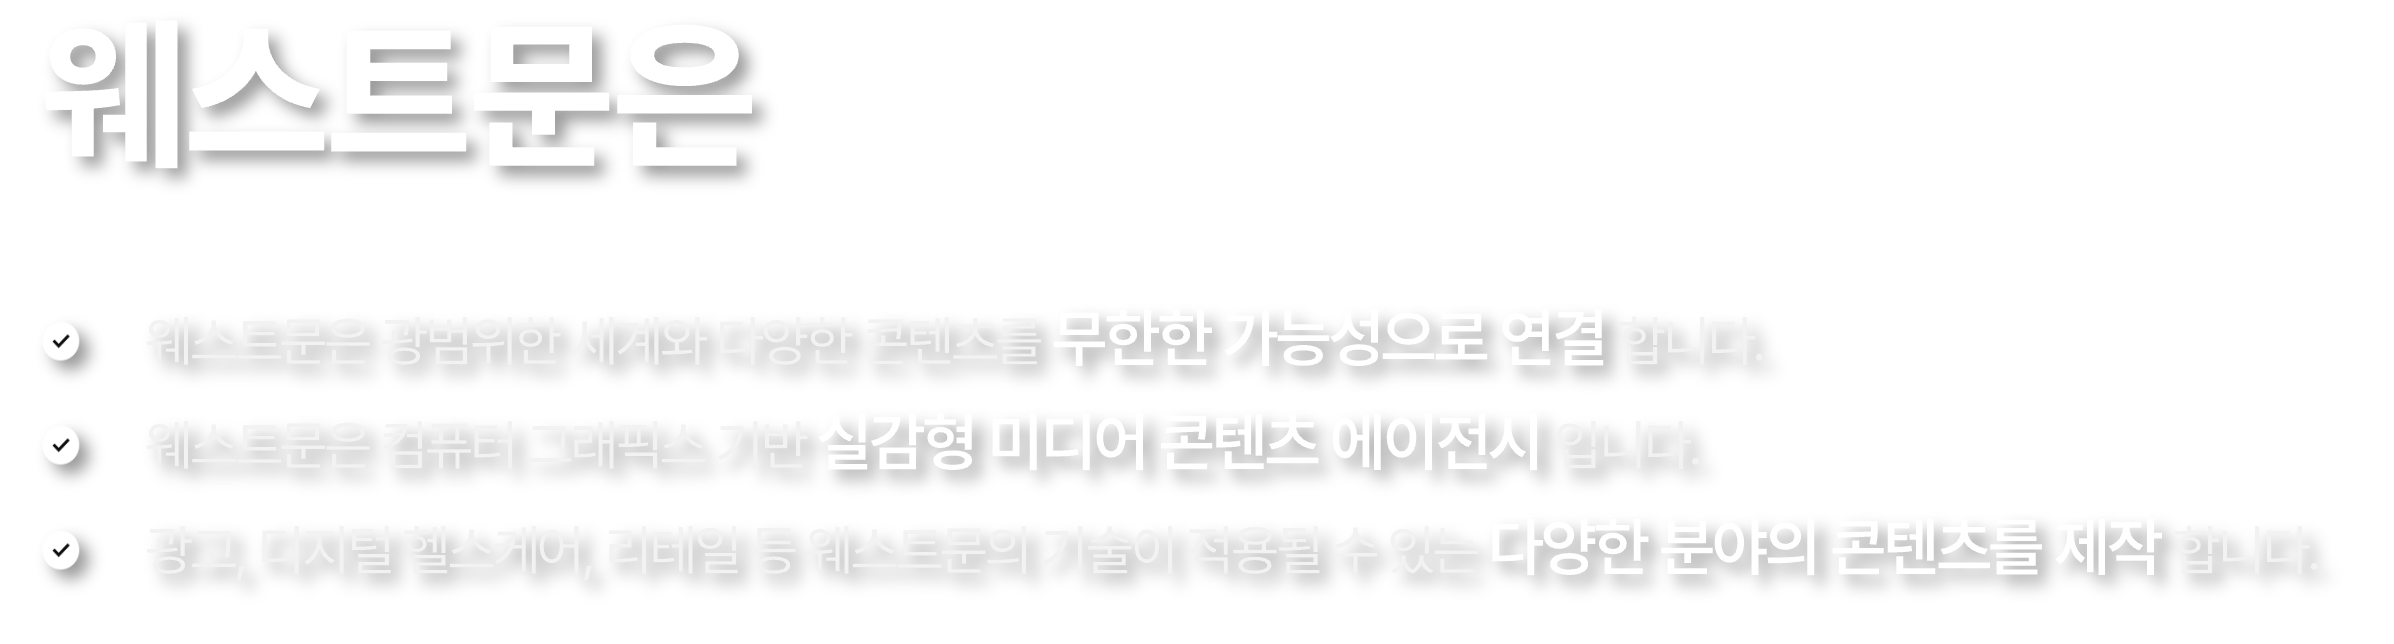 웨스트문은
웨스트문은 광범위한 세계와 다양한 콘텐츠를 무한한 가능성으로 연결 합니다.
웨스트문은 컴퓨터 그래픽스 기반 실감형 미디어 콘텐츠 에이전시 입니다.
광고, 디지털 헬스케어, 리테일 등 웨스트문의 기술이 적용될 수 있는 다양한 분야의 콘텐츠를 제작 합니다.